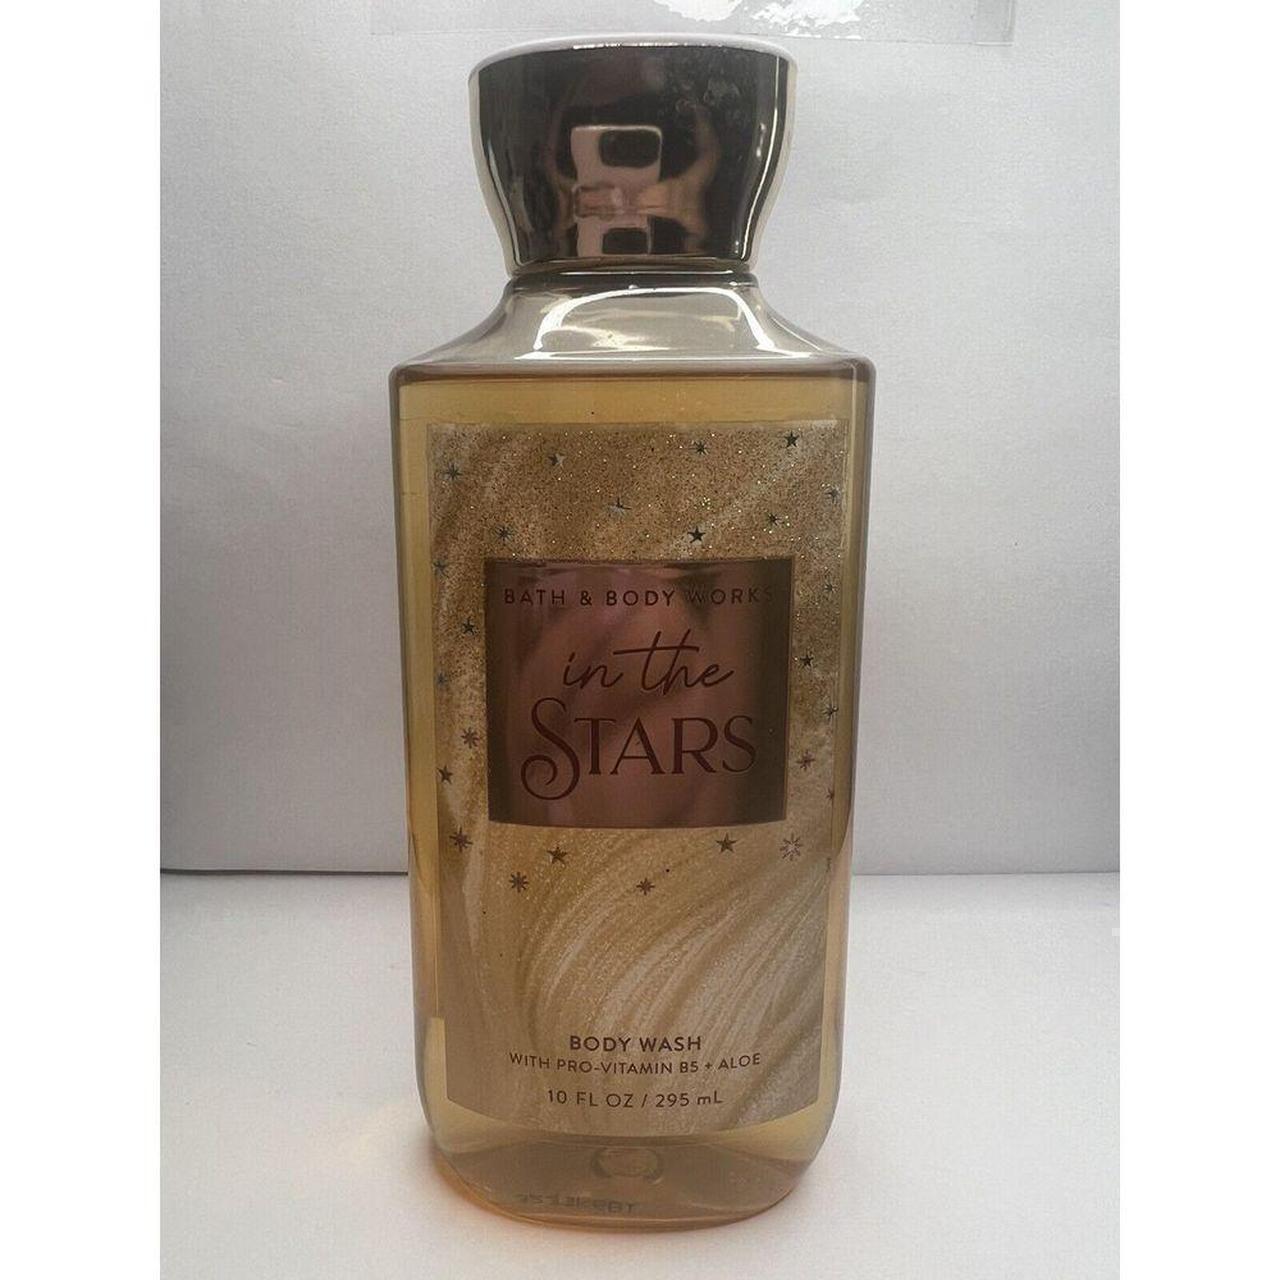 BATH & BODY WORKS
in the
STARS
BODY WASH
WITH PRO-VITAMIN B5 + ALOE
10 FL OZ / 295 mL